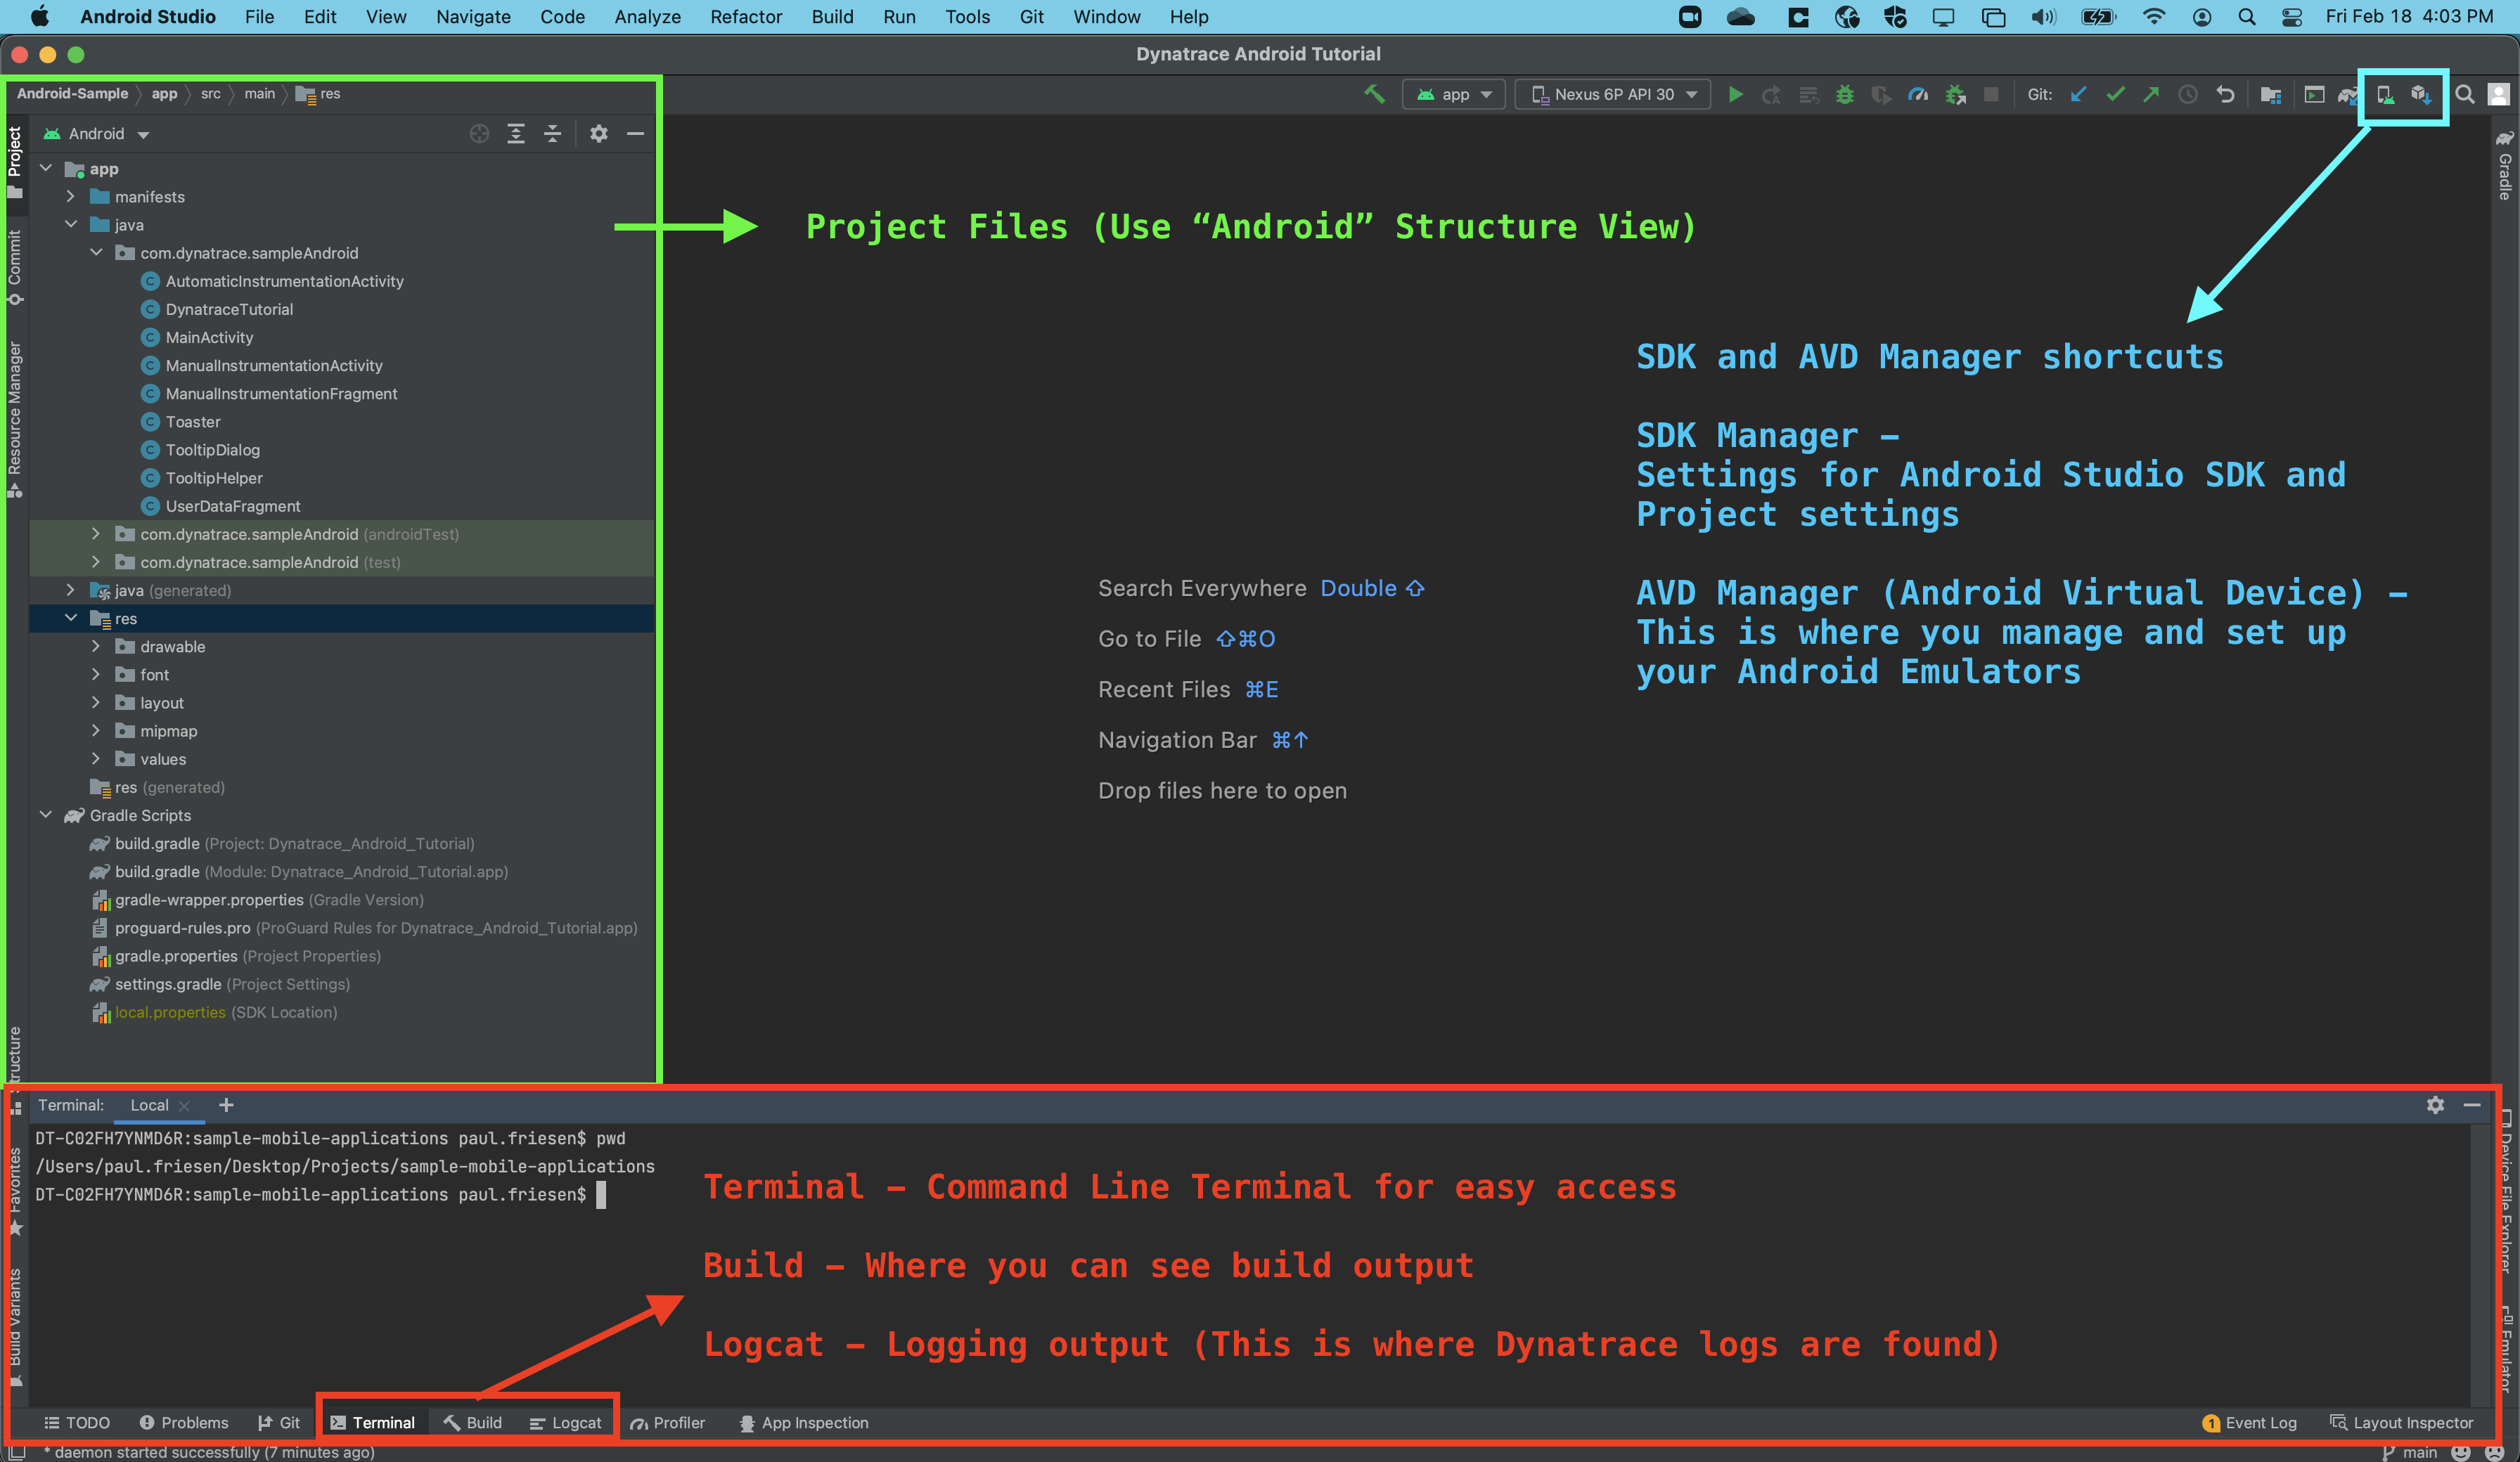 Android Studio File Edit View Navigate Code Analyze Refactor Build Run Tools Git Window Help Fri Feb 18 4:03 PM
Dynatrace Android Tutorial
Android-Sample app src main res
app Nexus 6P API 30 Git:
Android
Project
Commit
Resource Manager
Structure
Favorites
Build Variants
app
manifests
java
com.dynatrace.sampleAndroid
AutomaticInstrumentationActivity
DynatraceTutorial
MainActivity
ManualInstrumentationActivity
ManualInstrumentationFragment
Toaster
TooltipDialog
TooltipHelper
UserDataFragment
com.dynatrace.sampleAndroid (androidTest)
com.dynatrace.sampleAndroid (test)
java (generated)
res
drawable
font
layout
mipmap
values
res (generated)
Gradle Scripts
build.gradle (Project: Dynatrace_Android_Tutorial)
build.gradle (Module: Dynatrace_Android_Tutorial.app)
gradle-wrapper.properties (Gradle Version)
proguard-rules.pro (ProGuard Rules for Dynatrace_Android_Tutorial.app)
gradle.properties (Project Properties)
settings.gradle (Project Settings)
local.properties (SDK Location)
Project Files (Use “Android” Structure View)
Search Everywhere Double ⇧
Go to File ⇧⌘O
Recent Files ⌘E
Navigation Bar ⌘↑
Drop files here to open
SDK and AVD Manager shortcuts
SDK Manager –
Settings for Android Studio SDK and
Project settings
AVD Manager (Android Virtual Device) –
This is where you manage and set up
your Android Emulators
Gradle
Device File Explorer
Emulator
Terminal: Local
DT-C02FH7YNMD6R:sample-mobile-applications paul.friesen$ pwd
/Users/paul.friesen/Desktop/Projects/sample-mobile-applications
DT-C02FH7YNMD6R:sample-mobile-applications paul.friesen$
Terminal – Command Line Terminal for easy access
Build – Where you can see build output
Logcat – Logging output (This is where Dynatrace logs are found)
TODO Problems Git Terminal Build Logcat Profiler App Inspection 1 Event Log Layout Inspector
* daemon started successfully (7 minutes ago) main